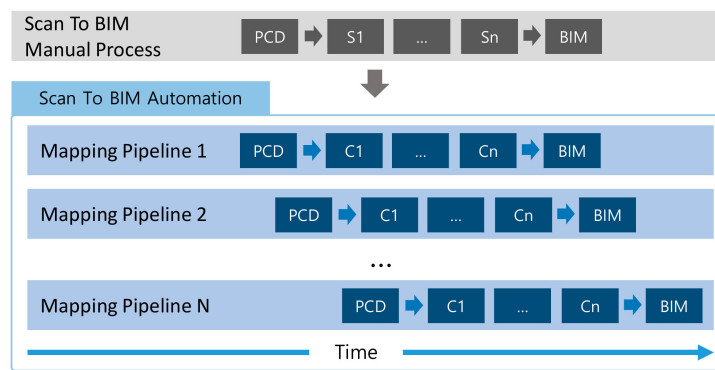 Scan To BIM
Manual Process
PCD S1 ... Sn BIM
Scan To BIM Automation
Mapping Pipeline 1 PCD C1 ... Cn BIM
Mapping Pipeline 2 PCD C1 ... Cn BIM
...
Mapping Pipeline N PCD C1 ... Cn BIM
Time